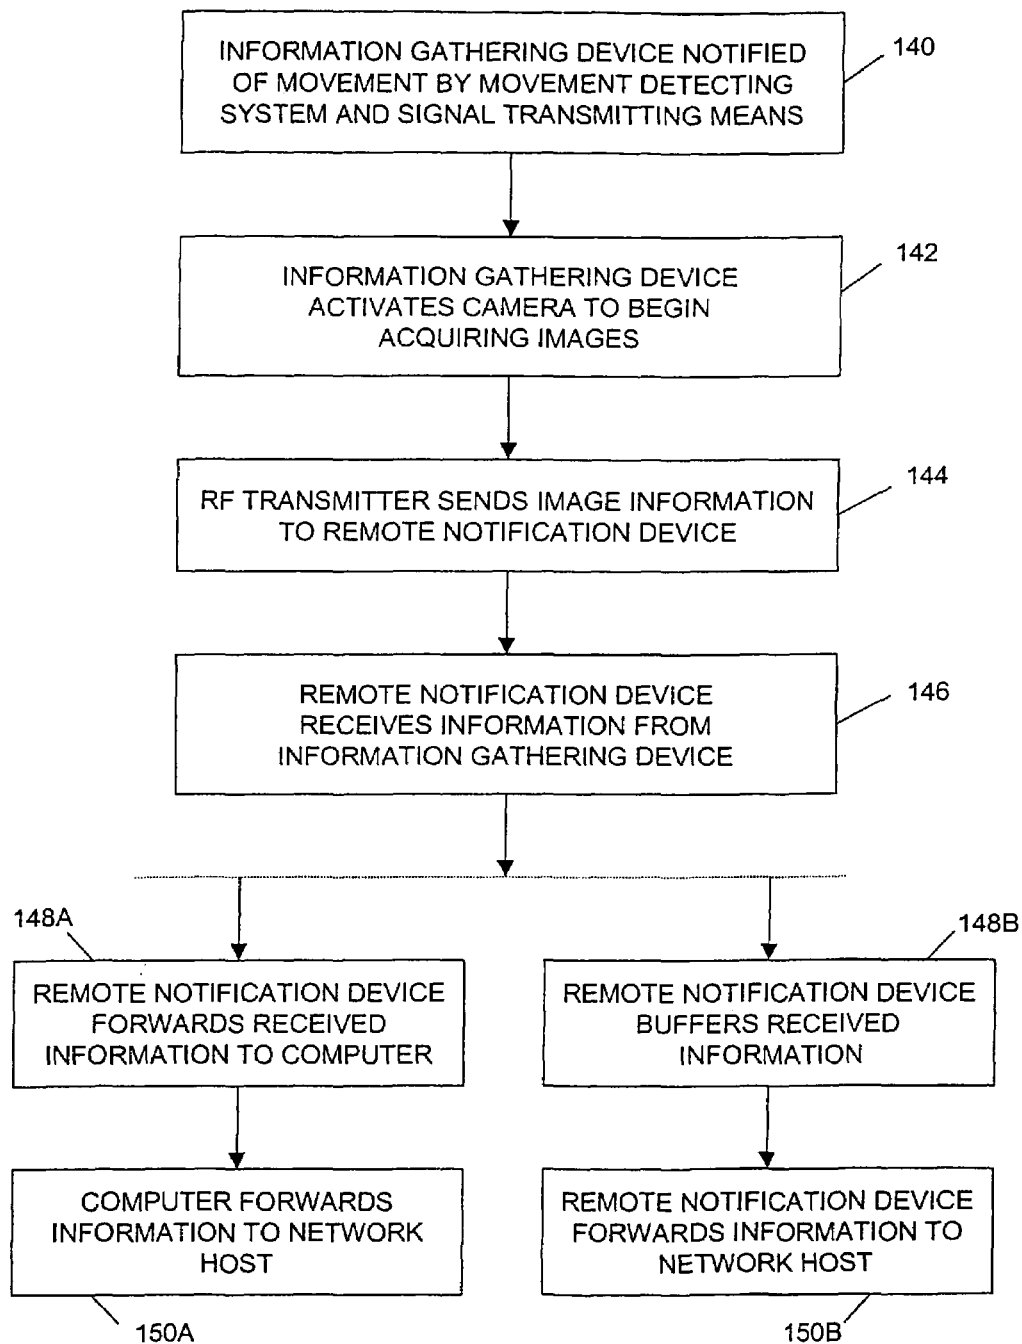 INFORMATION GATHERING DEVICE NOTIFIED
OF MOVEMENT BY MOVEMENT DETECTING
SYSTEM AND SIGNAL TRANSMITTING MEANS
140
INFORMATION GATHERING DEVICE
ACTIVATES CAMERA TO BEGIN
ACQUIRING IMAGES
142
RF TRANSMITTER SENDS IMAGE INFORMATION
TO REMOTE NOTIFICATION DEVICE
144
REMOTE NOTIFICATION DEVICE
RECEIVES INFORMATION FROM
INFORMATION GATHERING DEVICE
146
148A
REMOTE NOTIFICATION DEVICE
FORWARDS RECEIVED
INFORMATION TO COMPUTER
148B
REMOTE NOTIFICATION DEVICE
BUFFERS RECEIVED
INFORMATION
COMPUTER FORWARDS
INFORMATION TO NETWORK
HOST
150A
REMOTE NOTIFICATION DEVICE
FORWARDS INFORMATION TO
NETWORK HOST
150B